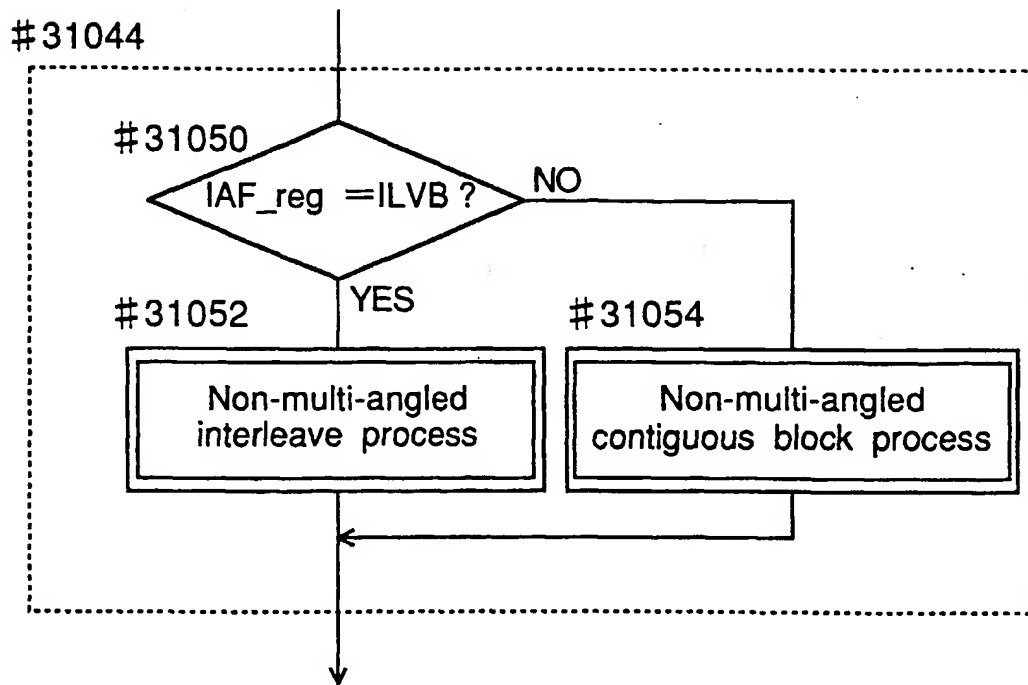 #31044
#31050
IAF_reg =ILVB ?
NO
YES
#31052
#31054
Non-multi-angled
interleave process
Non-multi-angled
contiguous block process